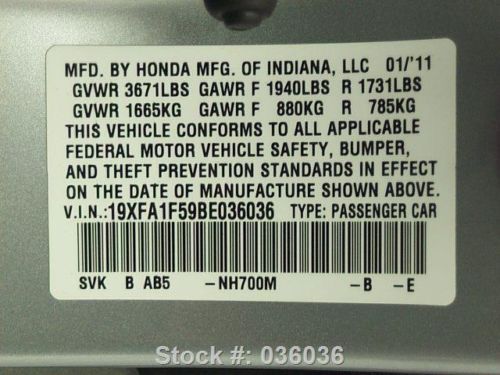 MFD. BY HONDA MFG. OF INDIANA, LLC 01/'11
GVWR 3671LBS GAWR F 1940LBS R 1731LBS
GVWR 1665KG GAWR F 880KG R 785KG
THIS VEHICLE CONFORMS TO ALL APPLICABLE
FEDERAL MOTOR VEHICLE SAFETY, BUMPER,
AND THEFT PREVENTION STANDARDS IN EFFECT
ON THE DATE OF MANUFACTURE SHOWN ABOVE.
V.I.N.:19XFA1F59BE036036 TYPE: PASSENGER CAR
SVK B AB5 -NH700M -B -E
Stock #: 036036